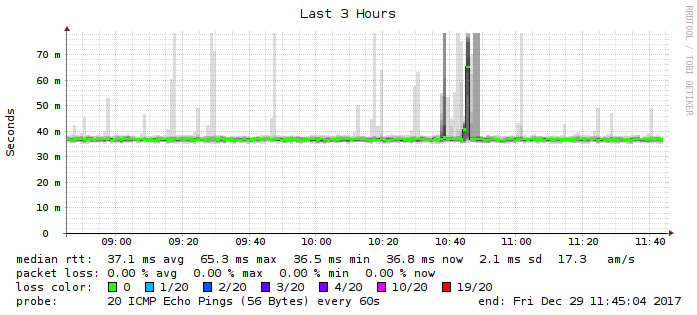 Last 3 Hours
RRDTOOL / TOBI OETIKER
Seconds
70 m
60 m
50 m
40 m
30 m
20 m
10 m
0
09:00 09:20 09:40 10:00 10:20 10:40 11:00 11:20 11:40
median rtt: 37.1 ms avg 65.3 ms max 36.5 ms min 36.8 ms now 2.1 ms sd 17.3 am/s
packet loss: 0.00 % avg 0.00 % max 0.00 % min 0.00 % now
loss color: 0 1/20 2/20 3/20 4/20 10/20 19/20
probe: 20 ICMP Echo Pings (56 Bytes) every 60s end: Fri Dec 29 11:45:04 2017